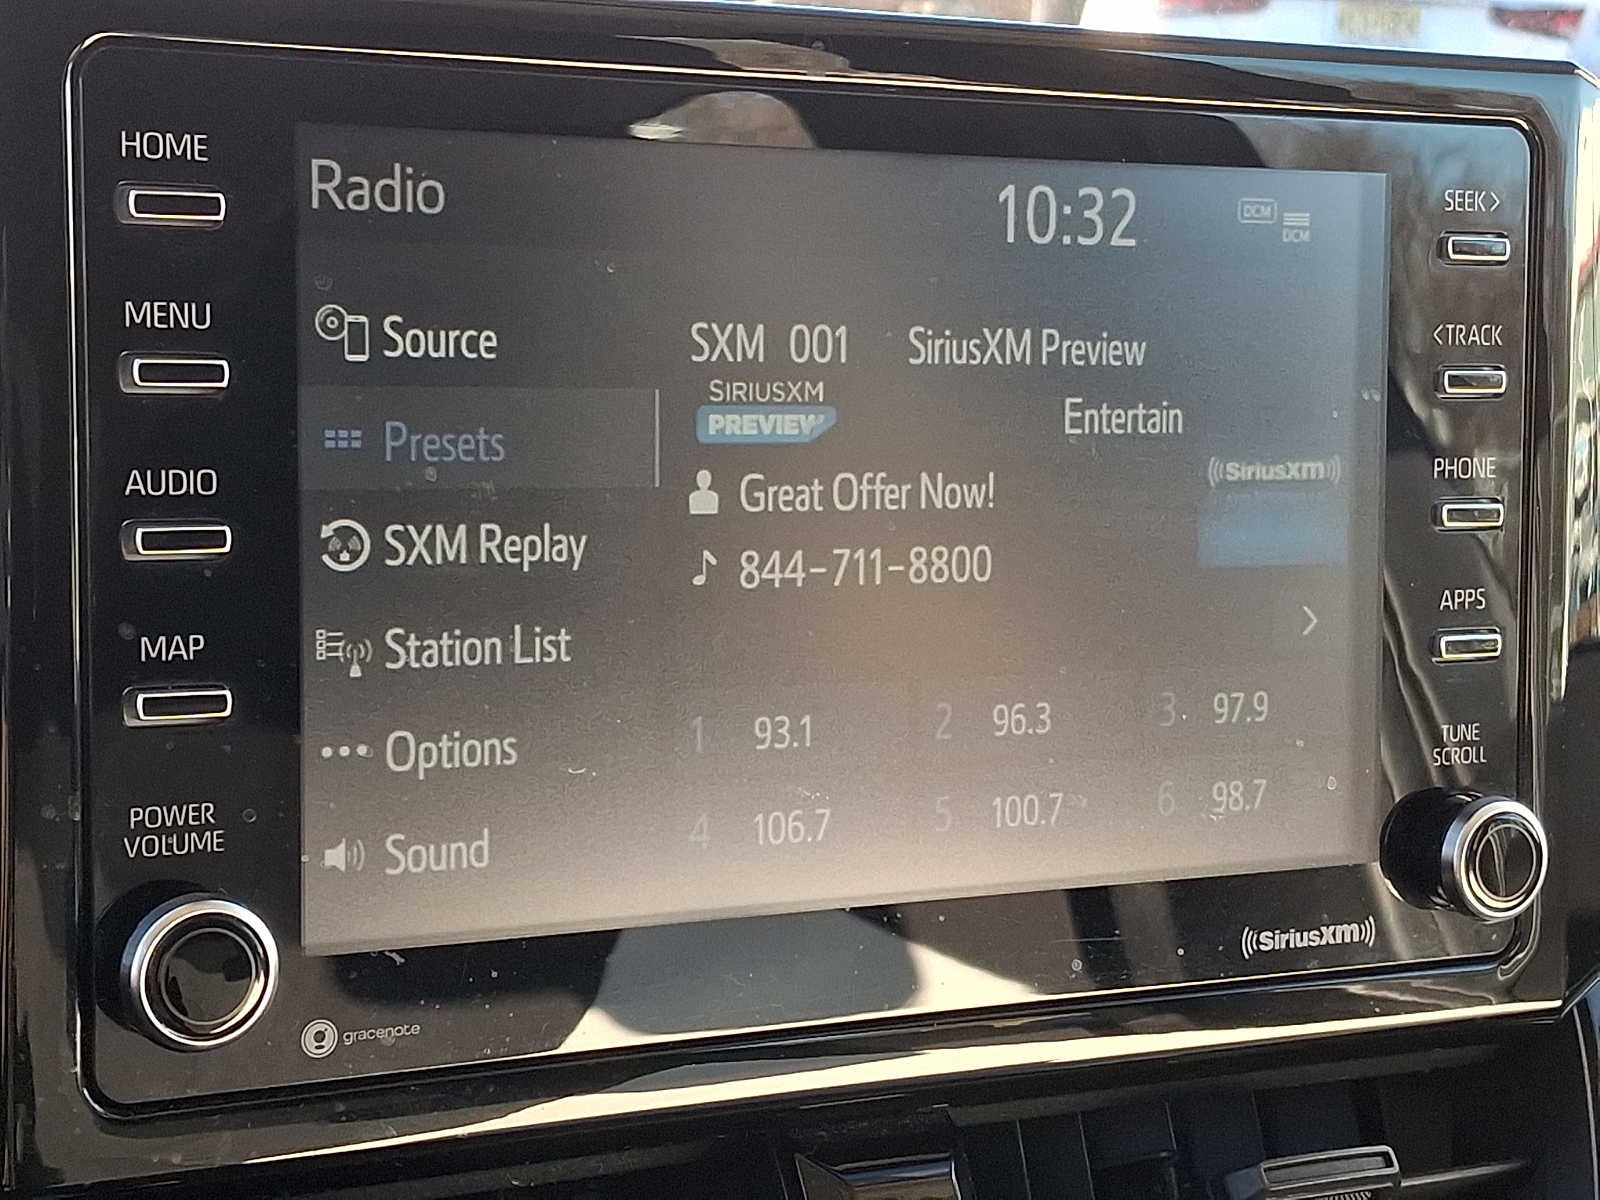 HOME
MENU
AUDIO
MAP
POWER
VOLUME
Radio
10:32
DCM
DCM
Source
Presets
SXM Replay
Station List
Options
Sound
SXM 001 SiriusXM Preview
SIRIUSXM
PREVIEW
Entertain
SiriusXM
Great Offer Now!
844-711-8800
1 93.1 2 96.3 3 97.9
4 106.7 5 100.7 6 98.7
SEEK >
< TRACK
PHONE
APPS
TUNE
SCROLL
gracenote
SiriusXM